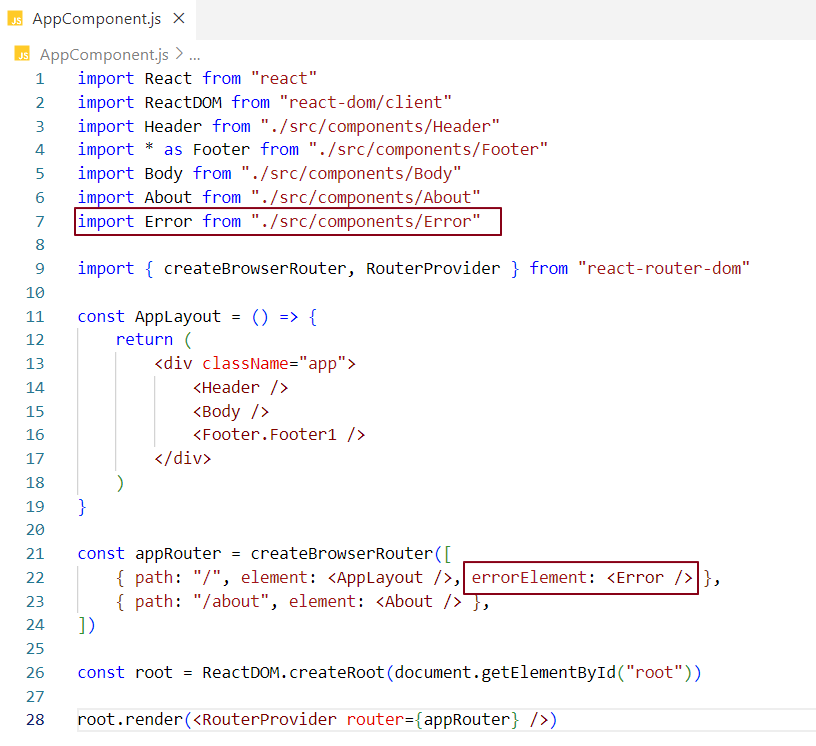 JS AppComponent.js ×
JS AppComponent.js > ...
1 import React from "react"
2 import ReactDOM from "react-dom/client"
3 import Header from "./src/components/Header"
4 import * as Footer from "./src/components/Footer"
5 import Body from "./src/components/Body"
6 import About from "./src/components/About"
7 import Error from "./src/components/Error"
8
9 import { createBrowserRouter, RouterProvider } from "react-router-dom"
10
11 const AppLayout = () => {
12     return (
13         <div className="app">
14             <Header />
15             <Body />
16             <Footer.Footer1 />
17         </div>
18     )
19 }
20
21 const appRouter = createBrowserRouter([
22     { path: "/", element: <AppLayout />, errorElement: <Error /> },
23     { path: "/about", element: <About /> },
24 ])
25
26 const root = ReactDOM.createRoot(document.getElementById("root"))
27
28 root.render(<RouterProvider router={appRouter} />)